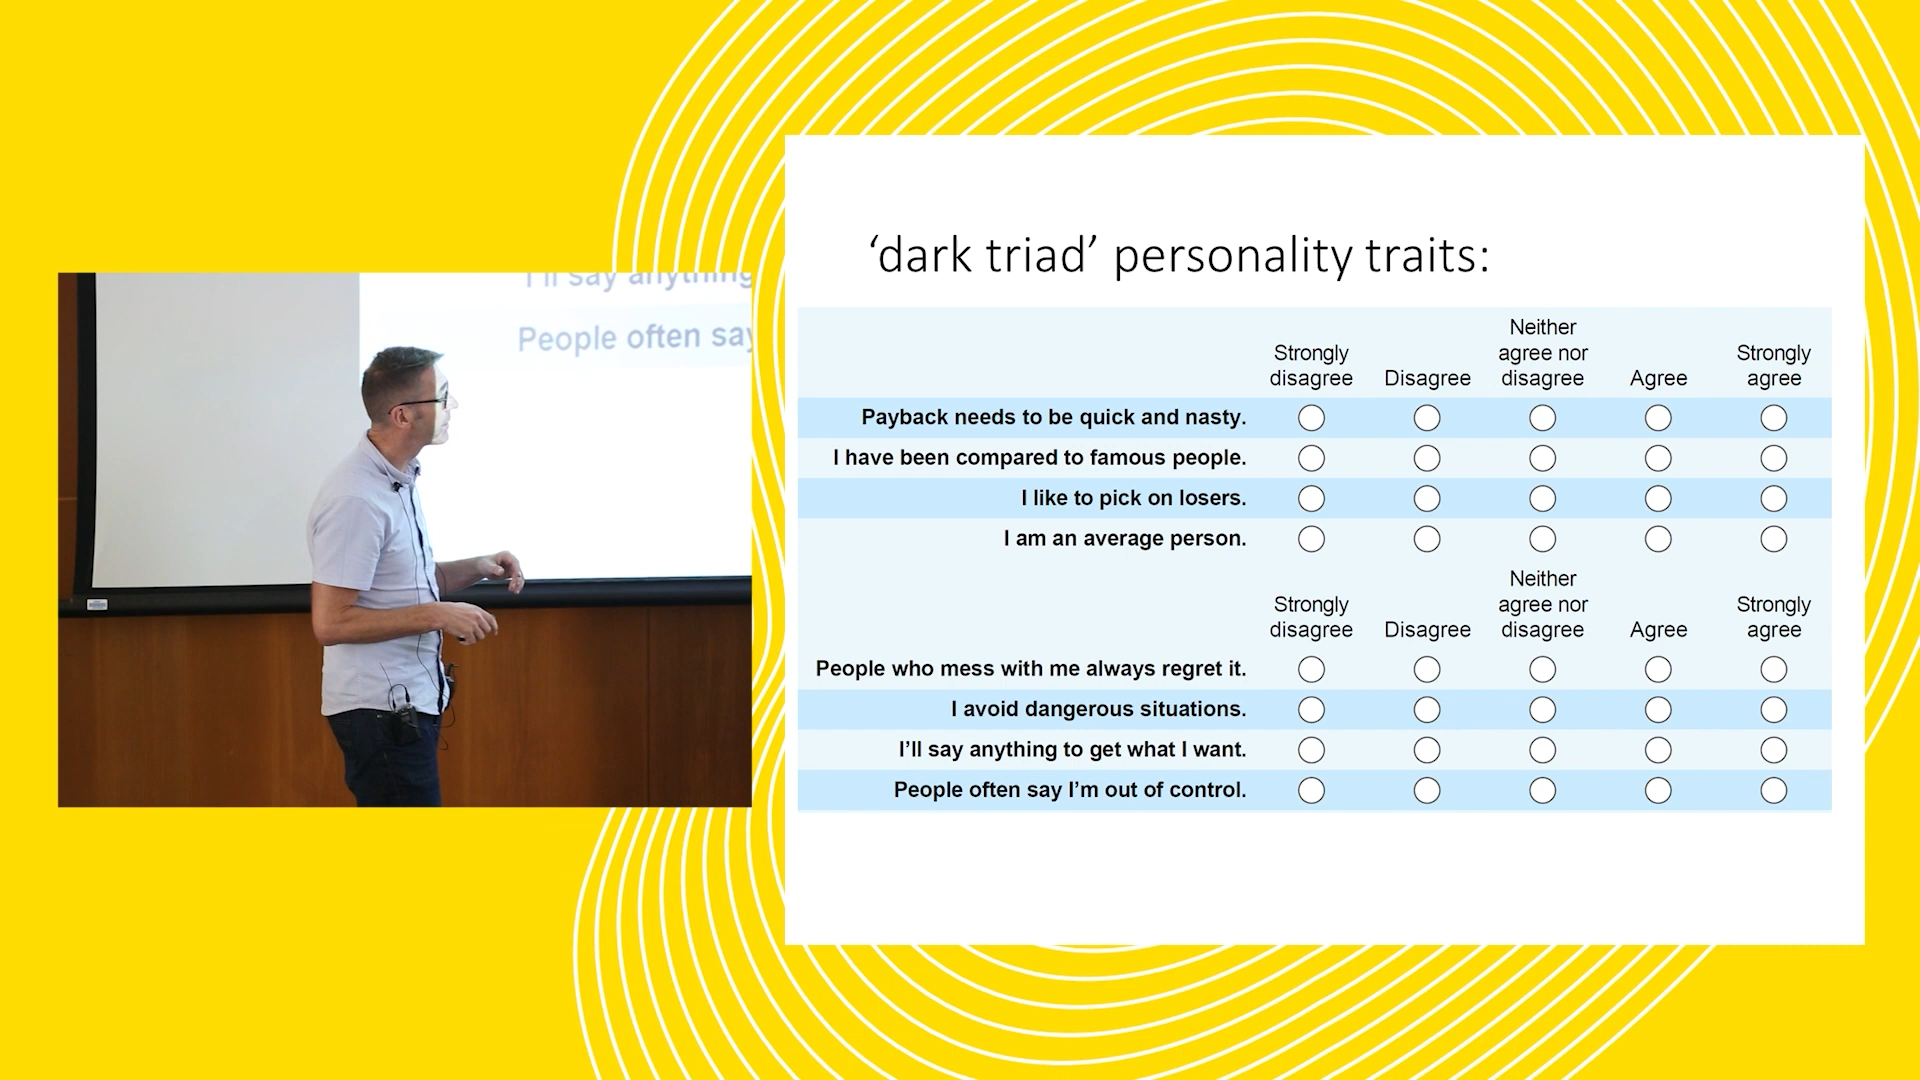 I'll say anything
People often say
‘dark triad’ personality traits:
Strongly disagree Disagree Neither agree nor disagree Agree Strongly agree
Payback needs to be quick and nasty.
I have been compared to famous people.
I like to pick on losers.
I am an average person.
Strongly disagree Disagree Neither agree nor disagree Agree Strongly agree
People who mess with me always regret it.
I avoid dangerous situations.
I’ll say anything to get what I want.
People often say I’m out of control.